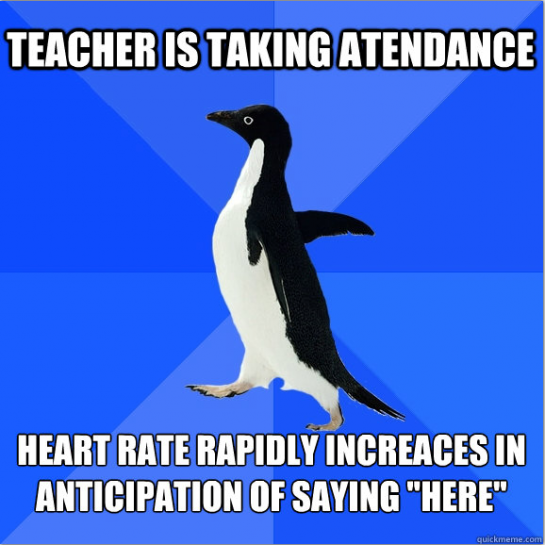 TEACHER IS TAKING ATENDANCE
HEART RATE RAPIDLY INCREACES IN
ANTICIPATION OF SAYING "HERE"
quickmeme.com